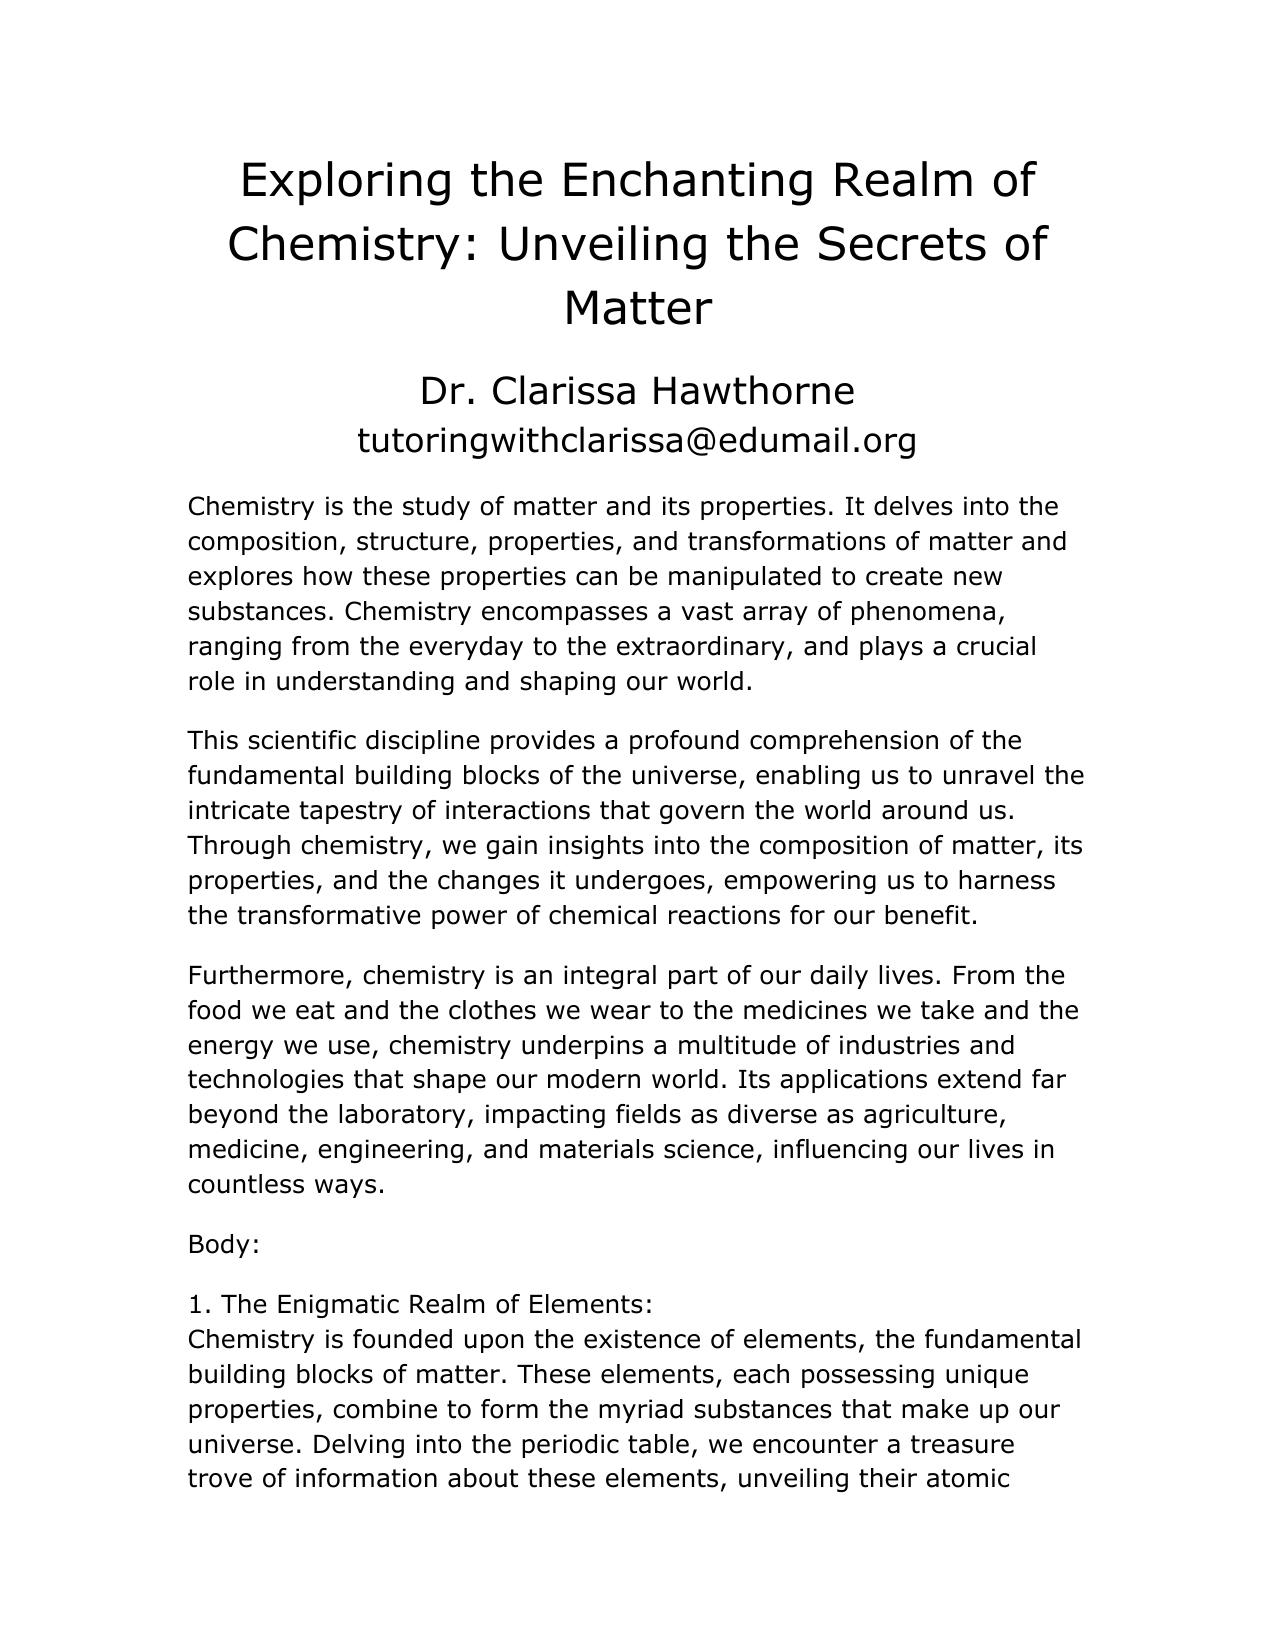 Exploring the Enchanting Realm of
Chemistry: Unveiling the Secrets of
Matter
Dr. Clarissa Hawthorne
tutoringwithclarissa@edumail.org
Chemistry is the study of matter and its properties. It delves into the
composition, structure, properties, and transformations of matter and
explores how these properties can be manipulated to create new
substances. Chemistry encompasses a vast array of phenomena,
ranging from the everyday to the extraordinary, and plays a crucial
role in understanding and shaping our world.
This scientific discipline provides a profound comprehension of the
fundamental building blocks of the universe, enabling us to unravel the
intricate tapestry of interactions that govern the world around us.
Through chemistry, we gain insights into the composition of matter, its
properties, and the changes it undergoes, empowering us to harness
the transformative power of chemical reactions for our benefit.
Furthermore, chemistry is an integral part of our daily lives. From the
food we eat and the clothes we wear to the medicines we take and the
energy we use, chemistry underpins a multitude of industries and
technologies that shape our modern world. Its applications extend far
beyond the laboratory, impacting fields as diverse as agriculture,
medicine, engineering, and materials science, influencing our lives in
countless ways.
Body:
1. The Enigmatic Realm of Elements:
Chemistry is founded upon the existence of elements, the fundamental
building blocks of matter. These elements, each possessing unique
properties, combine to form the myriad substances that make up our
universe. Delving into the periodic table, we encounter a treasure
trove of information about these elements, unveiling their atomic